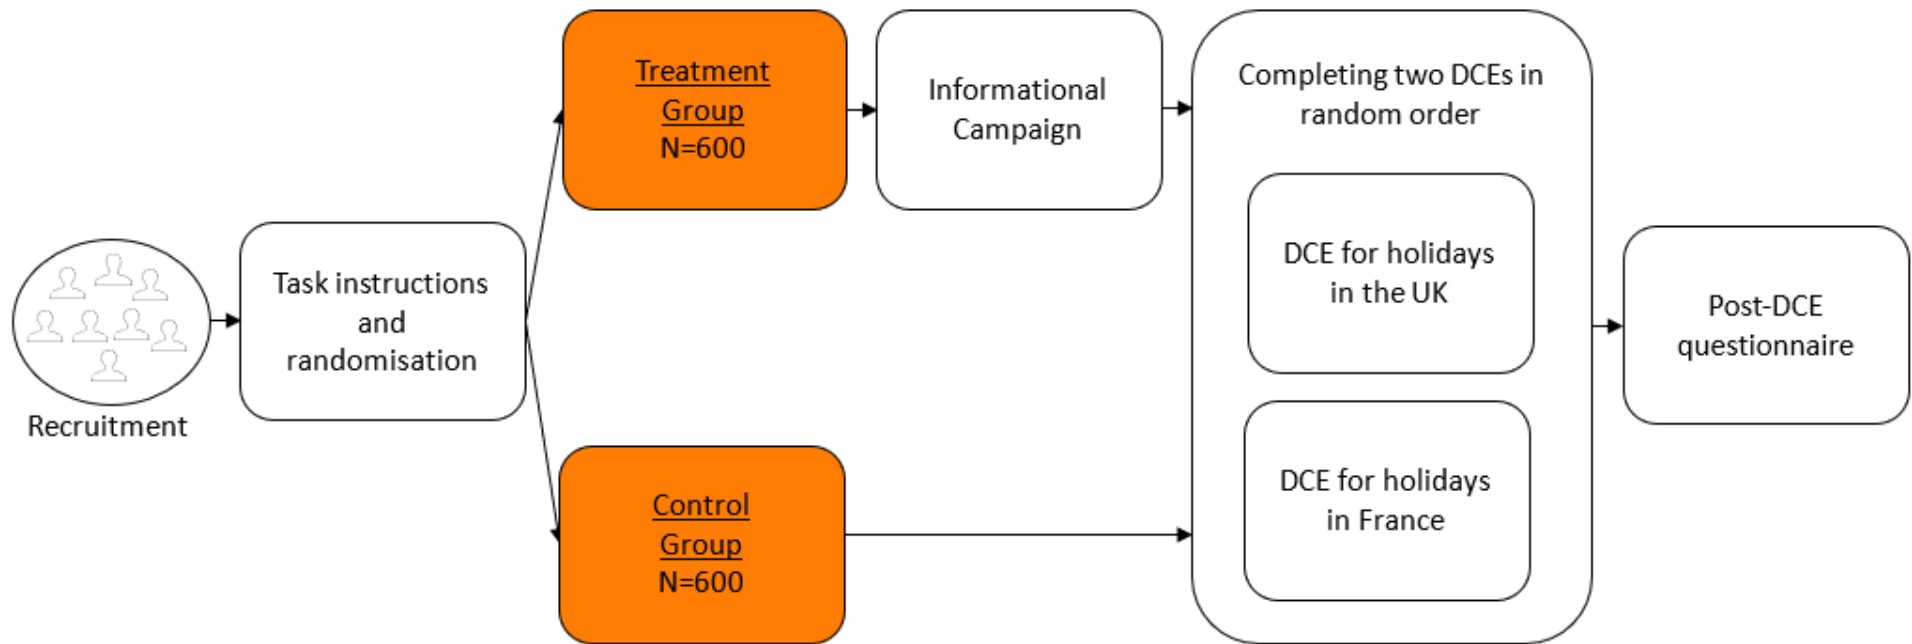 Recruitment
Task instructions
and
randomisation
Treatment
Group
N=600
Control
Group
N=600
Informational
Campaign
Completing two DCEs in
random order
DCE for holidays
in the UK
DCE for holidays
in France
Post-DCE
questionnaire